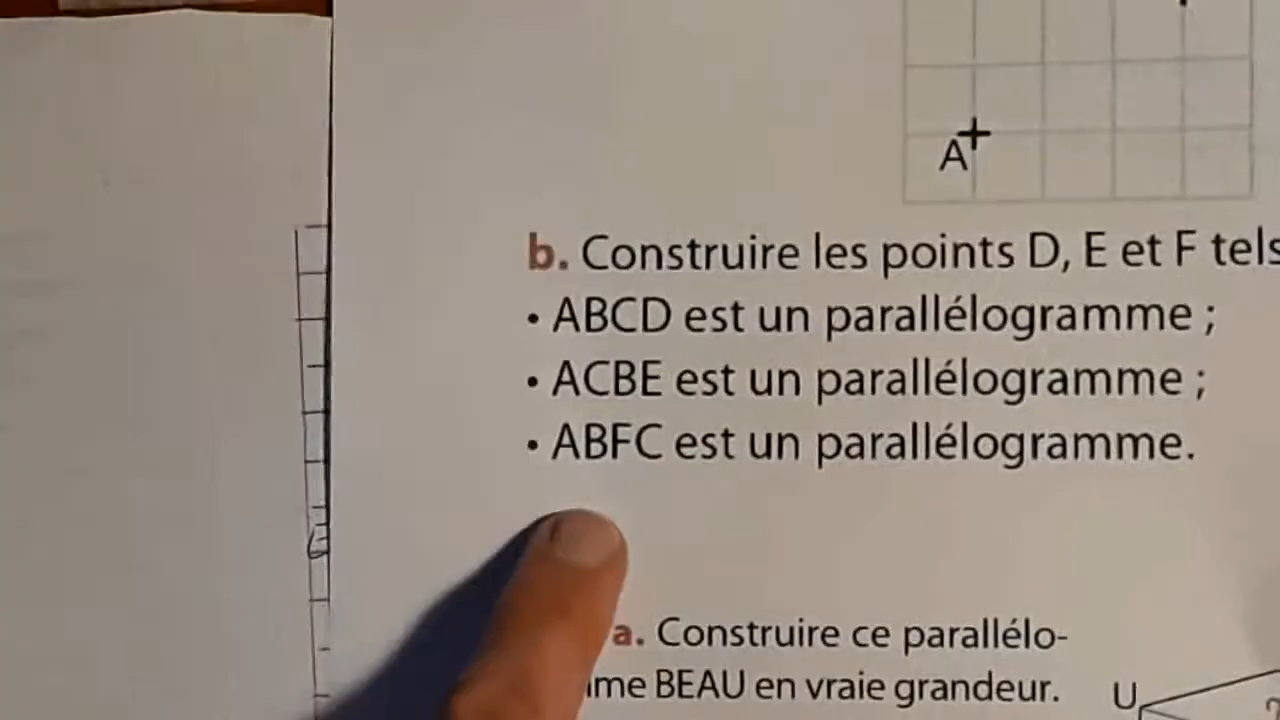 A
b. Construire les points D, E et F tels
• ABCD est un parallélogramme ;
• ACBE est un parallélogramme ;
• ABFC est un parallélogramme.
a. Construire ce parallélo-
me BEAU en vraie grandeur.
U